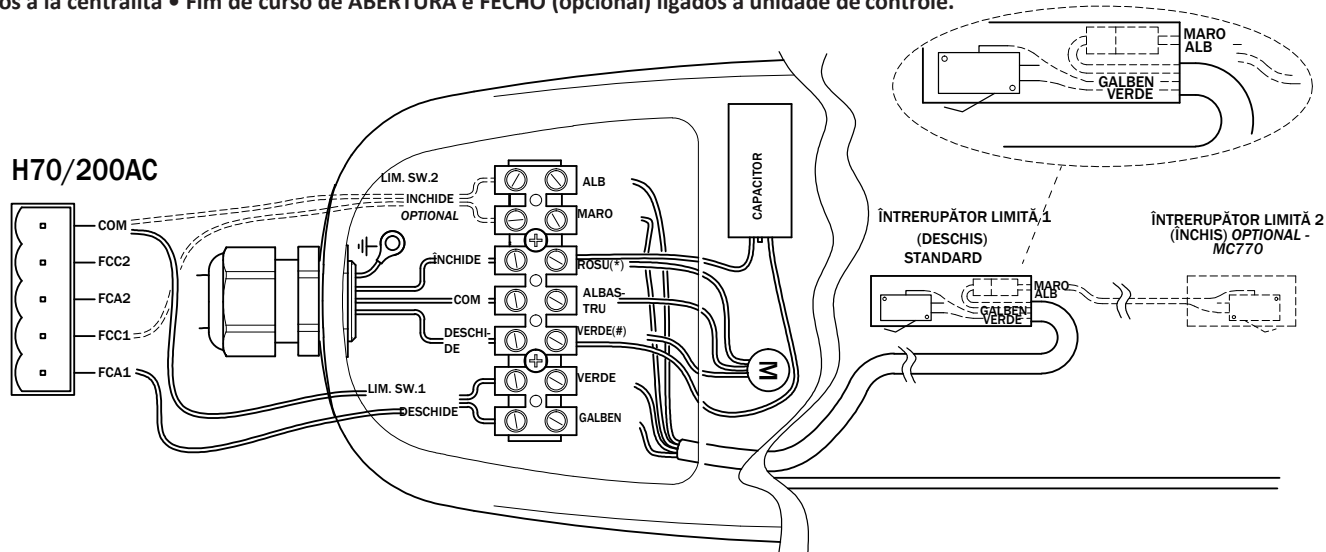 os a la centralita • Fim de curso de ABERTURA e FECHO (opcional) ligados à unidade de controle.
MARO
ALB
GALBEN
VERDE
H70/200AC
COM
FCC2
FCA2
FCC1
FCA1
LIM. SW.2
INCHIDE
OPTIONAL
ÎNCHIDE
COM
DESCHI-
DE
LIM. SW.1
DESCHIDE
ALB
MARO
ROSU(*)
ALBAS-
TRU
VERDE(#)
VERDE
GALBEN
CAPACITOR
M
ÎNTRERUPĂTOR LIMITĂ 1
(DESCHIS)
STANDARD
MARO
ALB
GALBEN
VERDE
ÎNTRERUPĂTOR LIMITĂ 2
(ÎNCHIS) OPTIONAL -
MC770